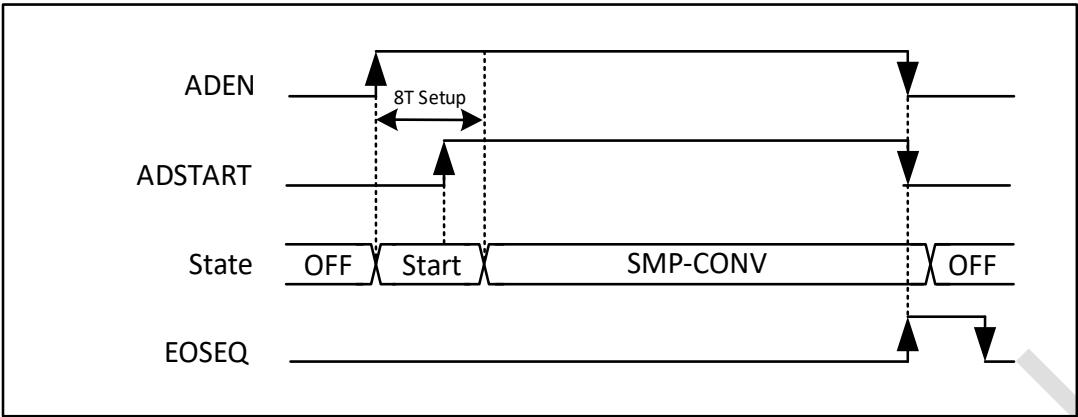 ADEN
8T Setup
ADSTART
State OFF Start SMP-CONV OFF
EOSEQ